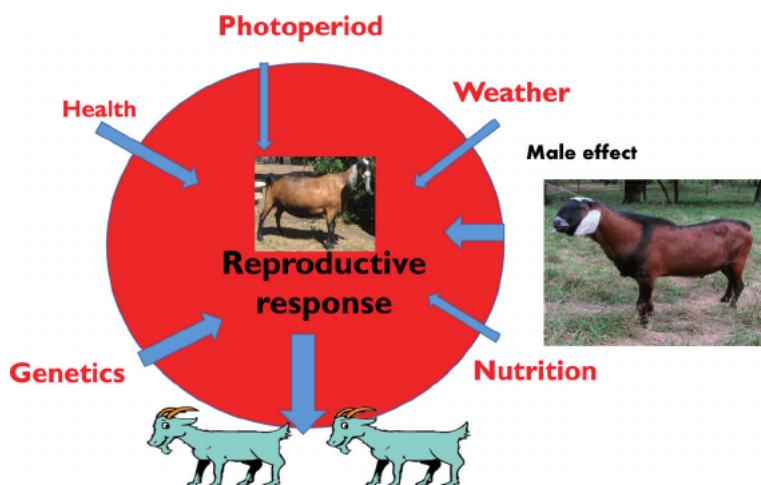 Photoperiod
Health
Weather
Male effect
Reproductive
response
Genetics
Nutrition